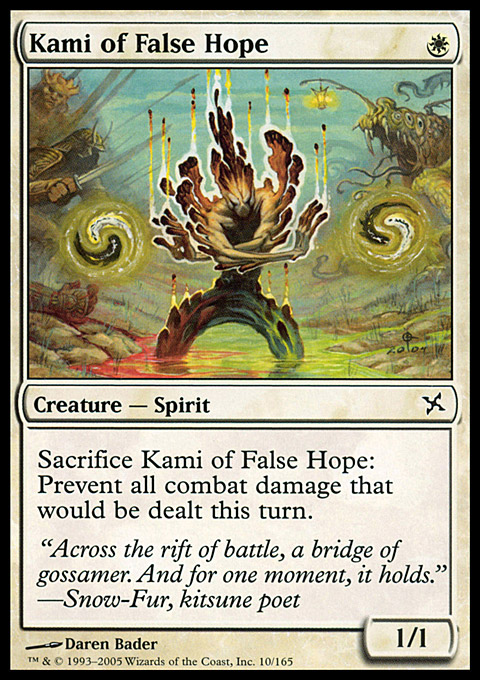 Kami of False Hope
2004
Creature — Spirit
Sacrifice Kami of False Hope:
Prevent all combat damage that
would be dealt this turn.
“Across the rift of battle, a bridge of
gossamer. And for one moment, it holds.”
—Snow-Fur, kitsune poet
Daren Bader
1/1
™ & © 1993–2005 Wizards of the Coast, Inc. 10/165